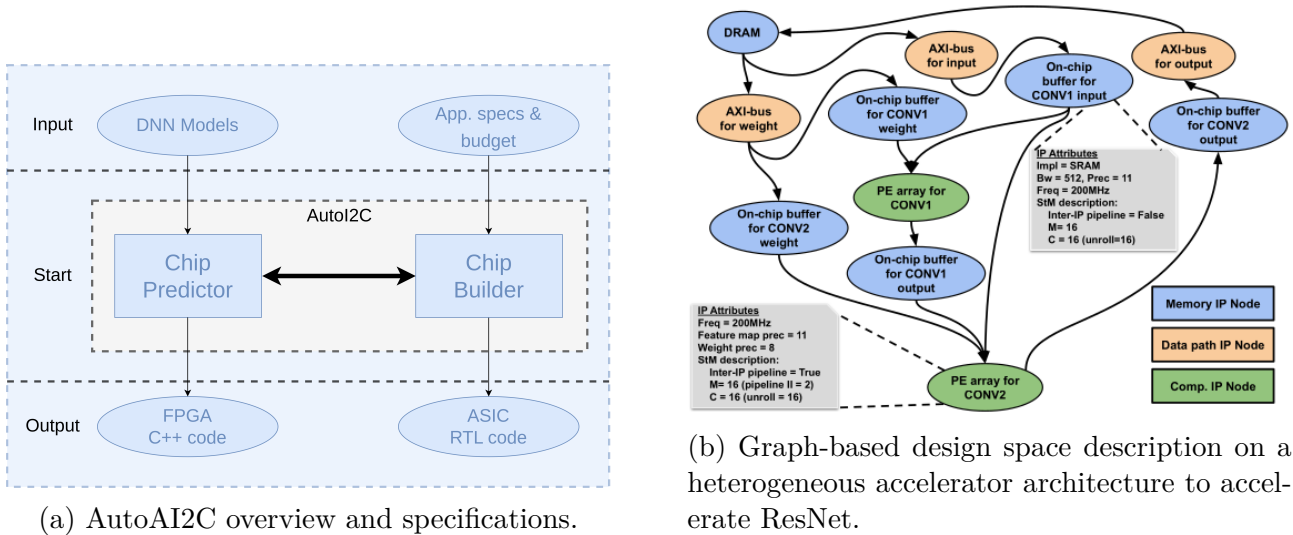 Input
DNN Models
App. specs &
budget
AutoI2C
Start
Chip
Predictor
Chip
Builder
Output
FPGA
C++ code
ASIC
RTL code
(a) AutoAI2C overview and specifications.
DRAM
AXI-bus
for input
On-chip
buffer for
CONV1 input
AXI-bus
for output
AXI-bus
for weight
On-chip buffer
for CONV1
weight
On-chip buffer
for CONV2
output
IP Attributes
Impl = SRAM
Bw = 512, Prec = 11
Freq = 200MHz
StM description:
Inter-IP pipeline = False
M= 16
C = 16 (unroll=16)
PE array for
CONV1
On-chip buffer
for CONV2
weight
On-chip buffer
for CONV1
output
IP Attributes
Freq = 200MHz
Feature map prec = 11
Weight prec = 8
StM description:
Inter-IP pipeline = True
M= 16 (pipeline II = 2)
C = 16 (unroll = 16)
PE array for
CONV2
Memory IP Node
Data path IP Node
Comp. IP Node
(b) Graph-based design space description on a
heterogeneous accelerator architecture to accel-
erate ResNet.